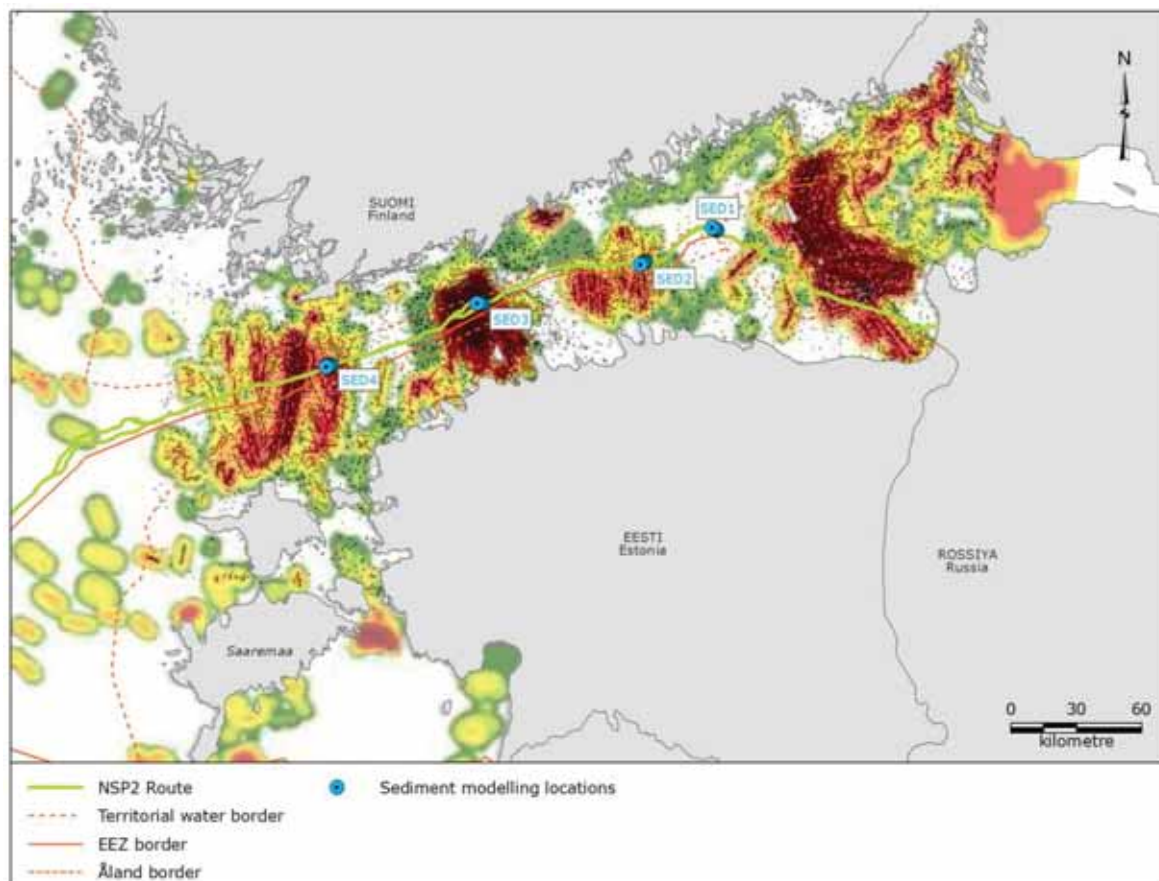 N
S
SUOMI
Finland
SED1
SED2
SED3
SED4
EESTI
Estonia
ROSSIYA
Russia
Saaremaa
0 30 60
kilometre
NSP2 Route
Sediment modelling locations
Territorial water border
EEZ border
Åland border